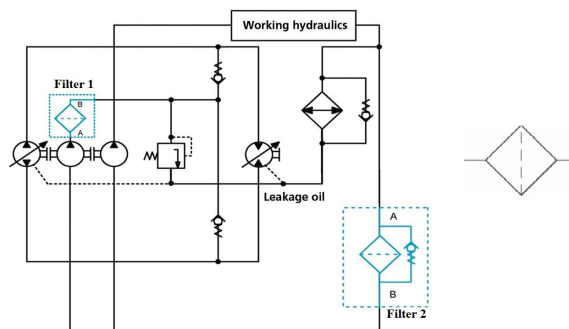 Working hydraulics
Filter 1
B
A
Leakage oil
A
B
Filter 2